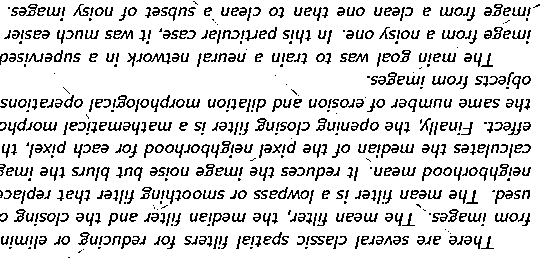 There are several classic spatial filters for reducing or elimin
from images. The mean filter, the median filter and the closing o
used. The mean filter is a lowpass or smoothing filter that replace
neighborhood mean. It reduces the image noise but blurs the imag
calculates the median of the pixel neighborhood for each pixel, th
effect. Finally, the opening closing filter is a mathematical morpho
the same number of erosion and dilation morphological operations
objects from images.
The main goal was to train a neural network in a supervised
image from a noisy one. In this particular case, it was much easier
image from a clean one than to clean a subset of noisy images.